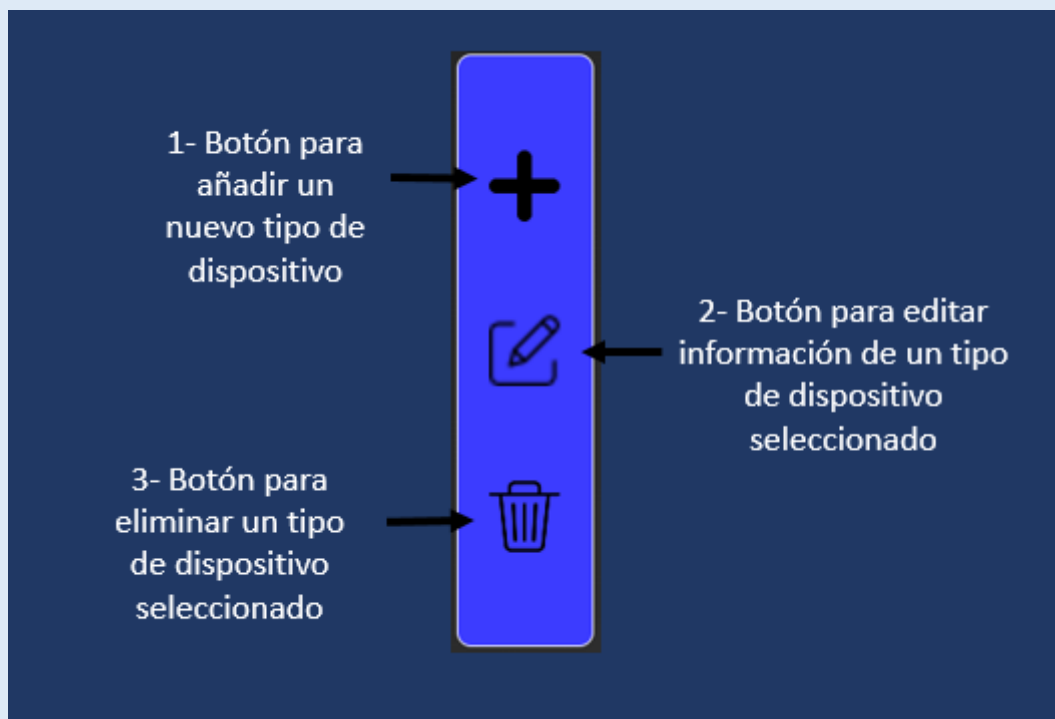 1- Botón para
añadir un
nuevo tipo de
dispositivo
2- Botón para editar
información de un tipo
de dispositivo
seleccionado
3- Botón para
eliminar un tipo
de dispositivo
seleccionado